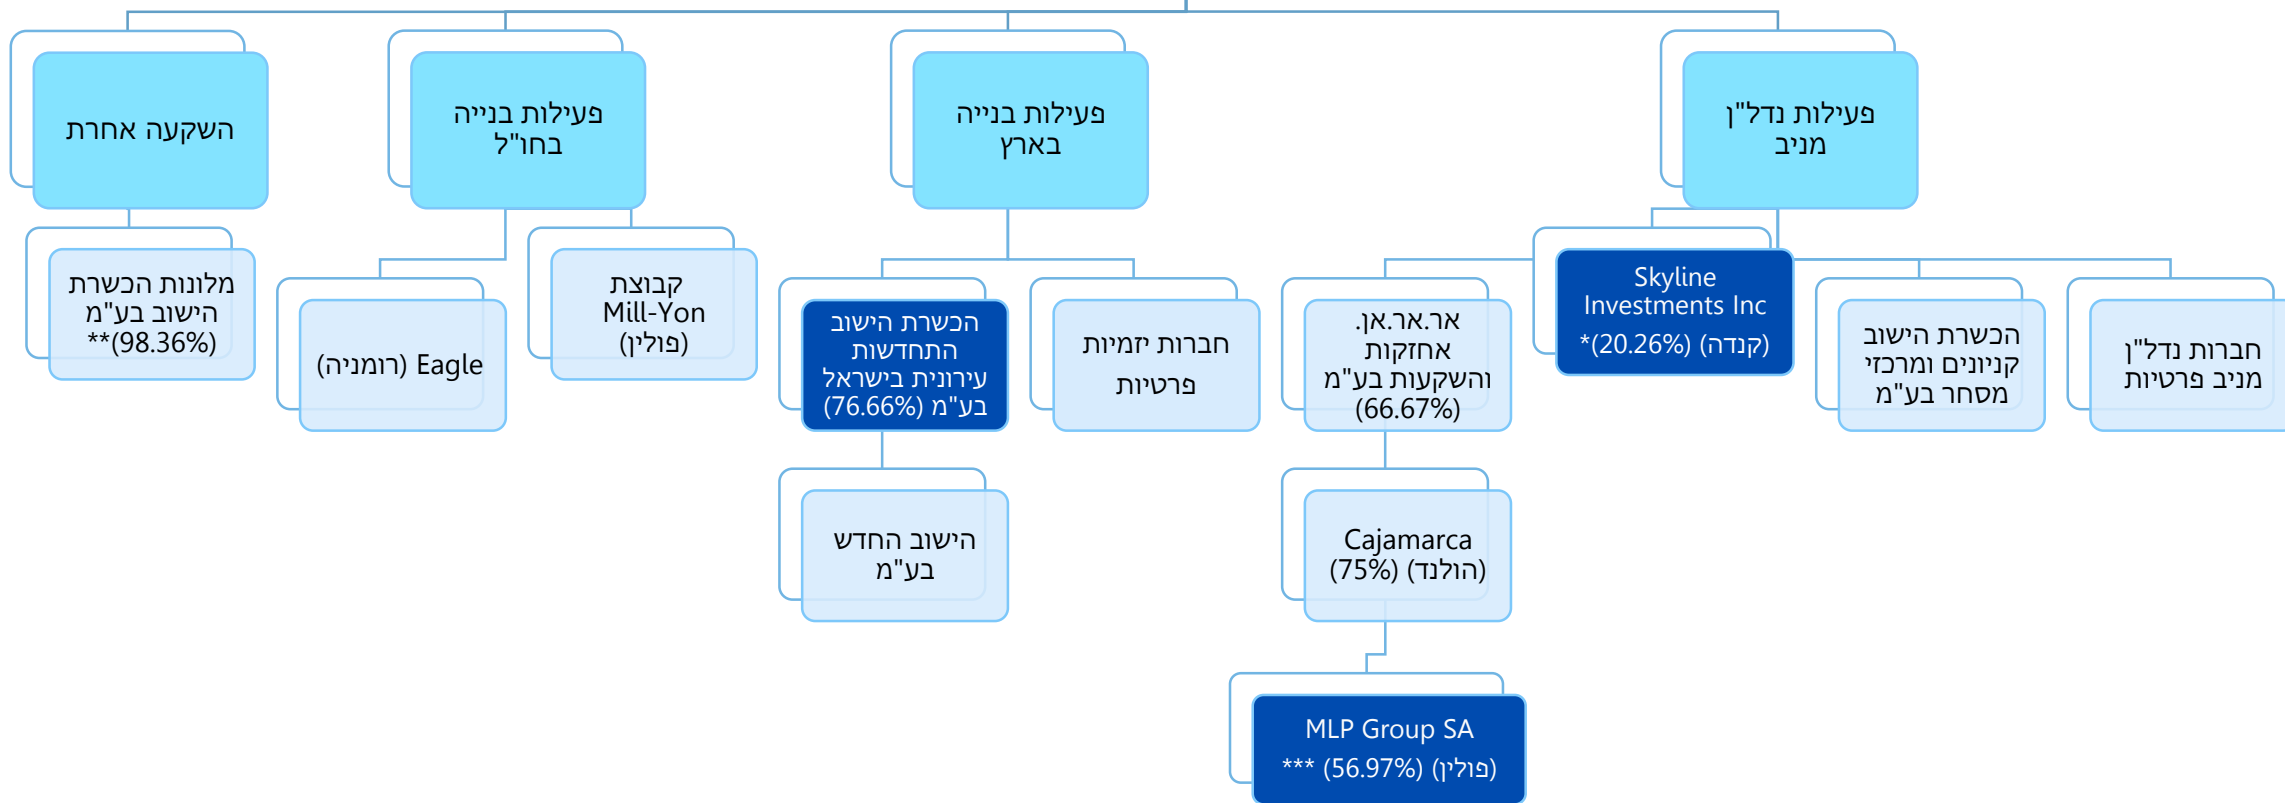 פעילות נדל"ן
מניב
פעילות בנייה
בארץ
פעילות בנייה
בחו"ל
השקעה אחרת
חברות נדל"ן
מניב פרטיות
הכשרת הישוב
קניונים ומרכזי
מסחר בע"מ
Skyline
Investments Inc
(קנדה) (20.26%)*
אר.אר.אן.
אחזקות
והשקעות בע"מ
(66.67%)
Cajamarca
(הולנד) (75%)
MLP Group SA
(פולין) (56.97%) ***
חברות יזמיות
פרטיות
הכשרת הישוב
התחדשות
עירונית בישראל
בע"מ (76.66%)
הישוב החדש
בע"מ
קבוצת
Mill-Yon
(פולין)
Eagle (רומניה)
מלונות הכשרת
הישוב בע"מ
(98.36%)**